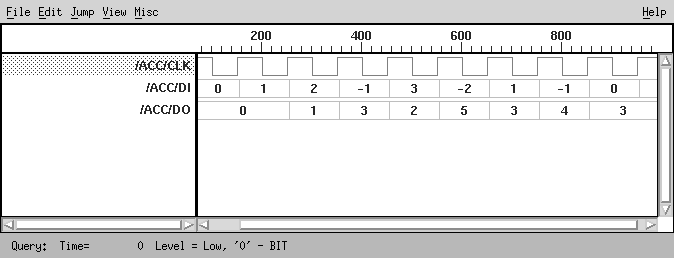 File Edit Jump View Misc Help
200 400 600 800
/ACC/CLK
/ACC/DI 0 1 2 -1 3 -2 1 -1 0
/ACC/DO 0 1 3 2 5 3 4 3
Query: Time= 0 Level = Low, '0' - BIT